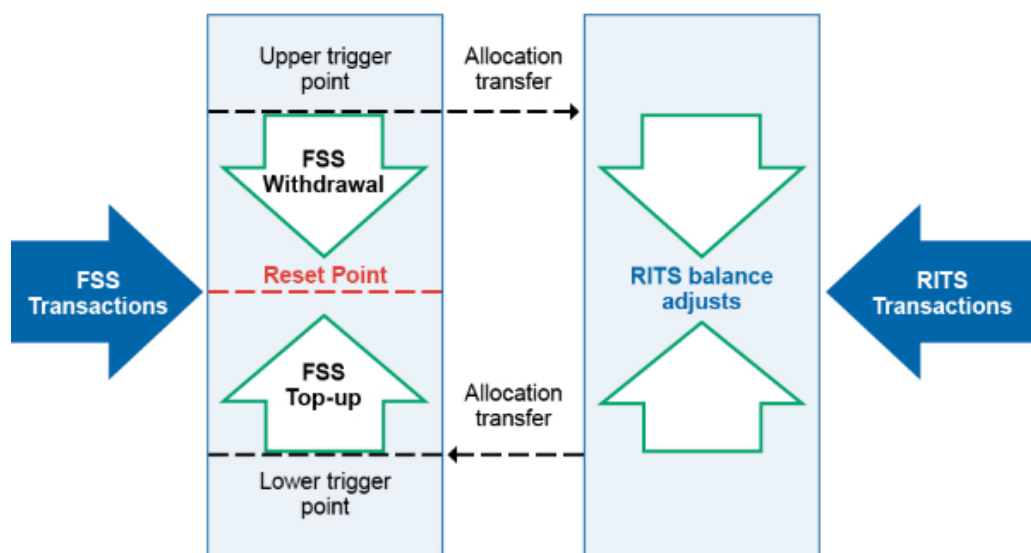 Upper trigger
point
Allocation
transfer
FSS
Withdrawal
FSS
Transactions
Reset Point
RITS balance
adjusts
RITS
Transactions
FSS
Top-up
Allocation
transfer
Lower trigger
point